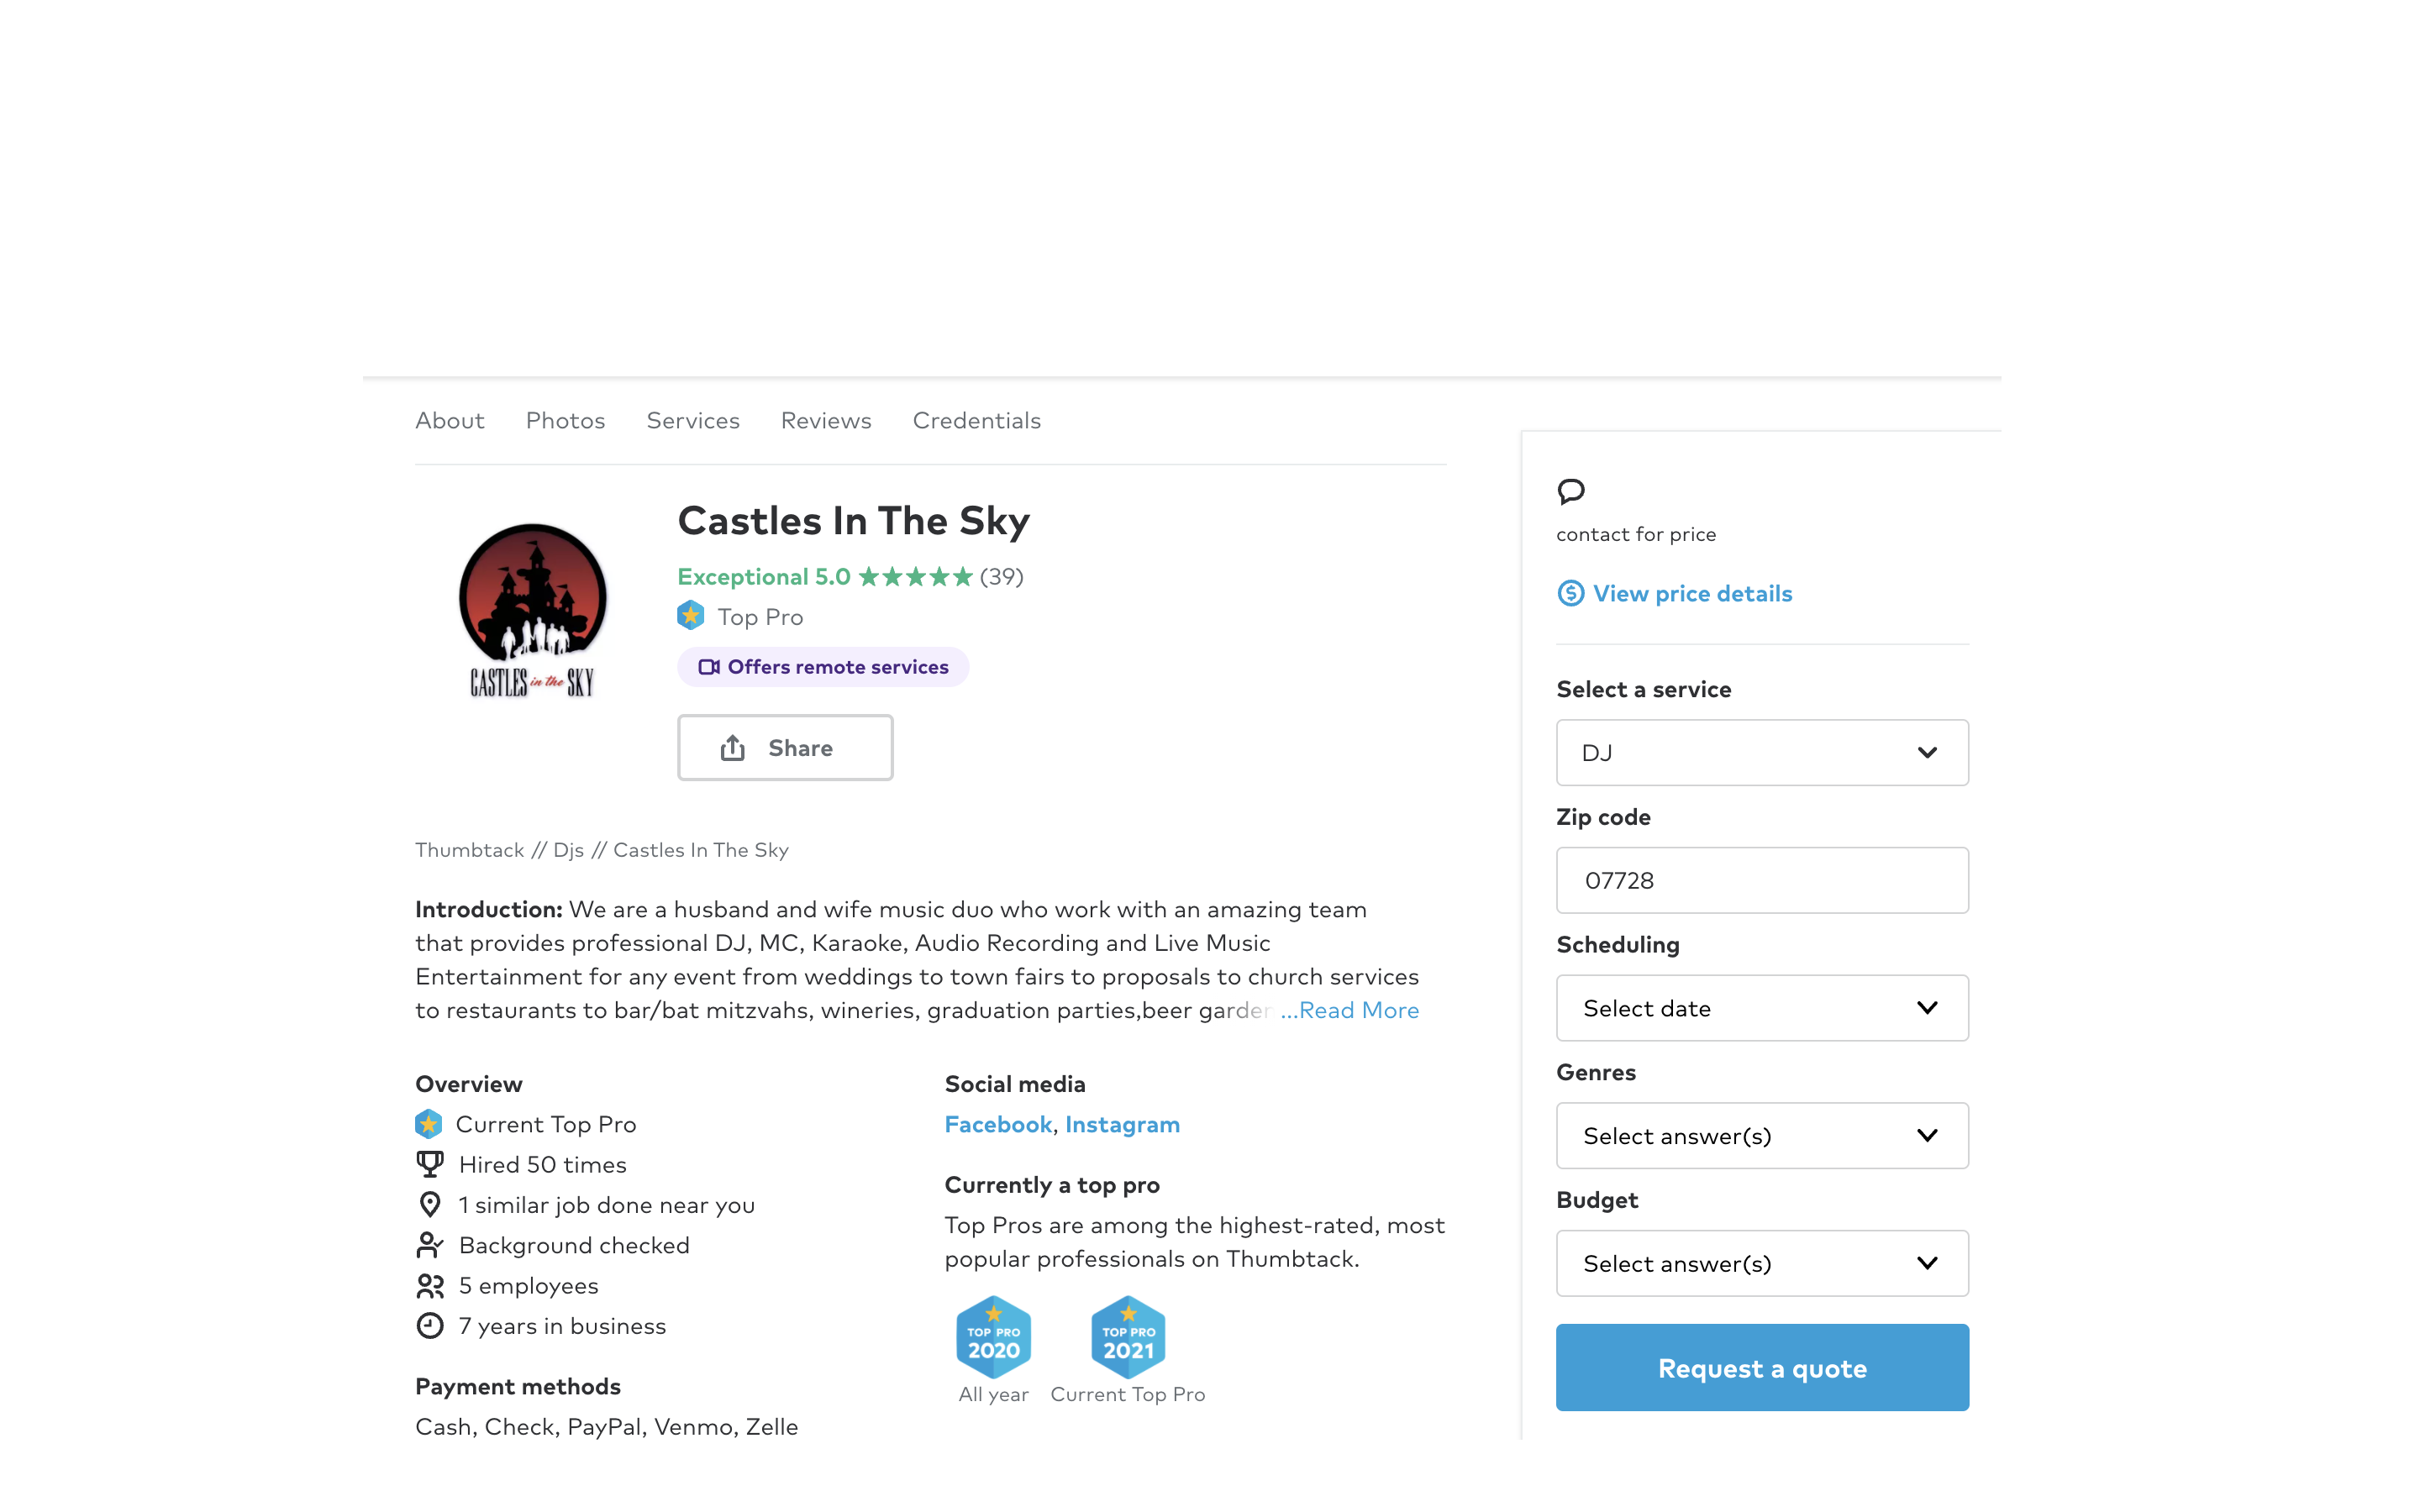 About Photos Services Reviews Credentials
Castles In The Sky
Exceptional 5.0 ★★★★★ (39)
Top Pro
Offers remote services
CASTLES in the SKY
Share
Thumbtack // Djs // Castles In The Sky
Introduction: We are a husband and wife music duo who work with an amazing team
that provides professional DJ, MC, Karaoke, Audio Recording and Live Music
Entertainment for any event from weddings to town fairs to proposals to church services
to restaurants to bar/bat mitzvahs, wineries, graduation parties,beer garder ...Read More
Overview
Current Top Pro
Hired 50 times
1 similar job done near you
Background checked
5 employees
7 years in business
Payment methods
Cash, Check, PayPal, Venmo, Zelle
Social media
Facebook, Instagram
Currently a top pro
Top Pros are among the highest-rated, most
popular professionals on Thumbtack.
TOP PRO
2020
All year
TOP PRO
2021
Current Top Pro
contact for price
View price details
Select a service
DJ
Zip code
07728
Scheduling
Select date
Genres
Select answer(s)
Budget
Select answer(s)
Request a quote